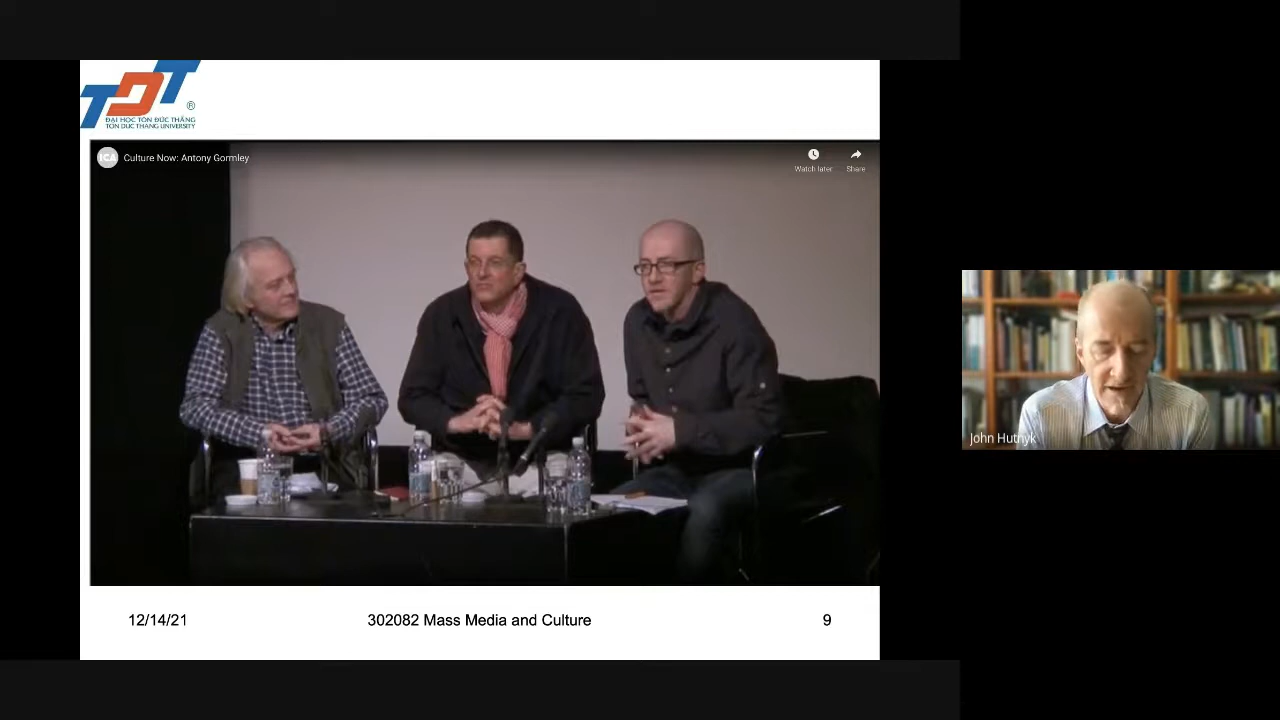 TDT
®
ĐẠI HỌC TÔN ĐỨC THẮNG
TON DUC THANG UNIVERSITY
ICA
Culture Now: Antony Gormley
Watch later
Share
John Hutnyk
12/14/21
302082 Mass Media and Culture
9